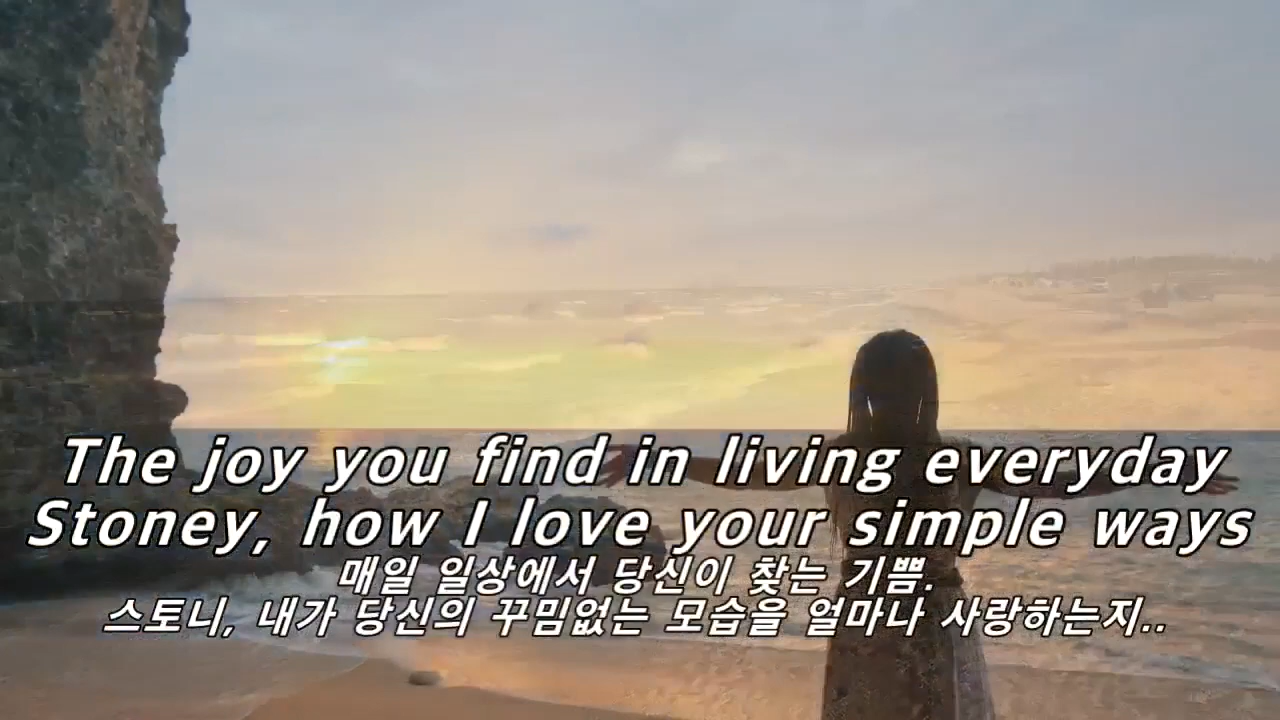 The joy you find in living everyday
Stoney, how I love your simple ways
매일 일상에서 당신이 찾는 기쁨.
스토니, 내가 당신의 꾸밈없는 모습을 얼마나 사랑하는지..